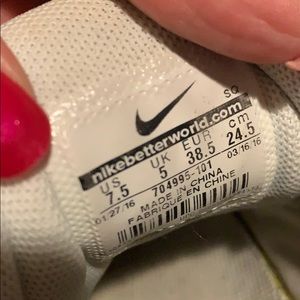 SQ
nikebetterworld.com
US UK EUR cm
7.5 5 38.5 24.5
01/27/16 704995-101 03/16/16
MADE IN CHINA
FABRIQUÉ EN CHINE